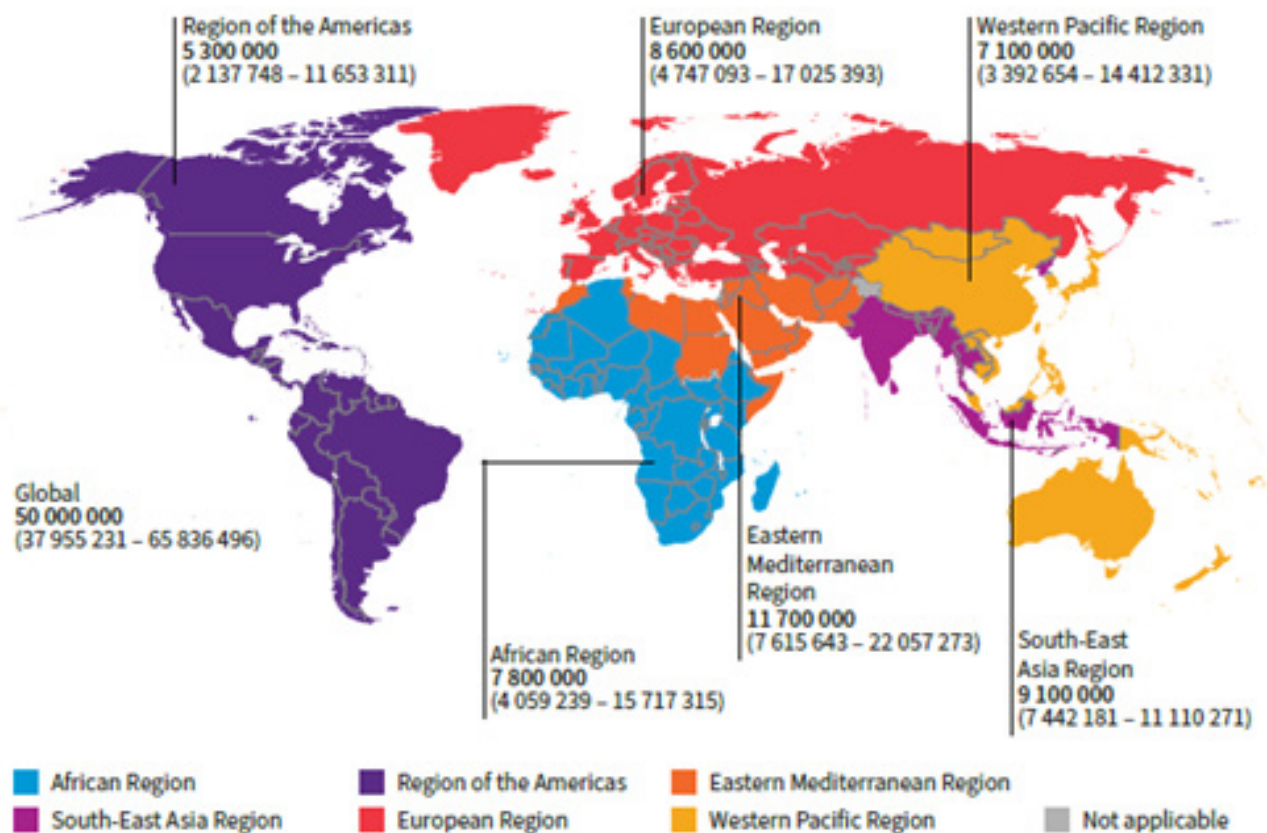 Region of the Americas
5 300 000
(2 137 748 – 11 653 311)
European Region
8 600 000
(4 747 093 – 17 025 393)
Western Pacific Region
7 100 000
(3 392 654 – 14 412 331)
Global
50 000 000
(37 955 231 – 65 836 496)
Eastern
Mediterranean
Region
11 700 000
(7 615 643 – 22 057 273)
African Region
7 800 000
(4 059 239 – 15 717 315)
South-East
Asia Region
9 100 000
(7 442 181 – 11 110 271)
African Region
Region of the Americas
Eastern Mediterranean Region
South-East Asia Region
European Region
Western Pacific Region
Not applicable